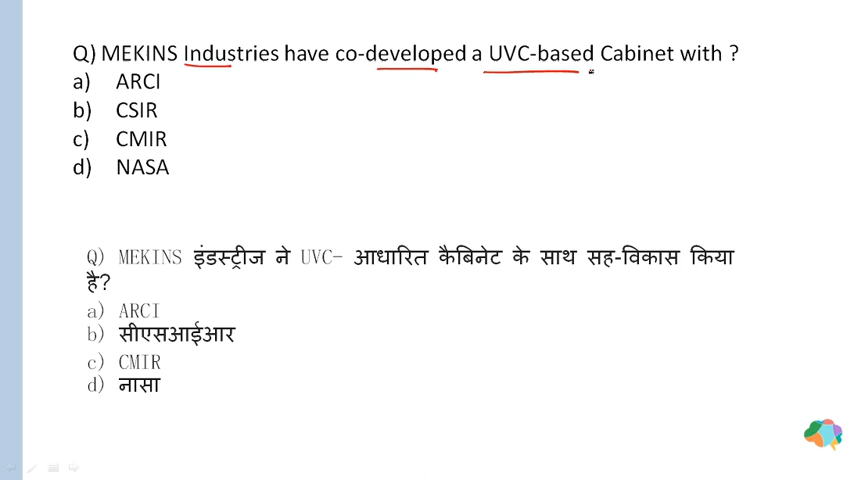 Q) MEKINS Industries have co-developed a UVC-based Cabinet with ?
a) ARCI
b) CSIR
c) CMIR
d) NASA
Q) MEKINS इंडस्ट्रीज ने UVC- आधारित कैबिनेट के साथ सह-विकास किया
है?
a) ARCI
b) सीएसआईआर
c) CMIR
d) नासा